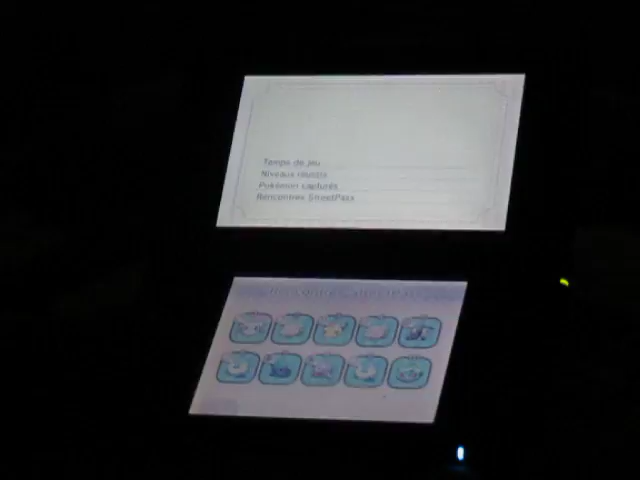 Temps de jeu
Niveaux réussis
Pokémon capturés
Rencontres StreetPass